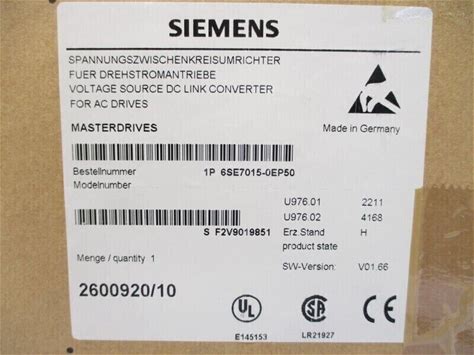 SIEMENS
SPANNUNGSZWISCHENKREISUMRICHTER
FUER DREHSTROMANTRIEBE
VOLTAGE SOURCE DC LINK CONVERTER
FOR AC DRIVES
MASTERDRIVES
Made in Germany
Bestellnummer 1P 6SE7015-0EP50
Modelnumber
U976.01 2211
U976.02 4168
S F2V9019851 Erz.Stand H
product state
Menge / quantity 1
SW-Version: V01.66
2600920/10
UL
SA
E145153 LR21927